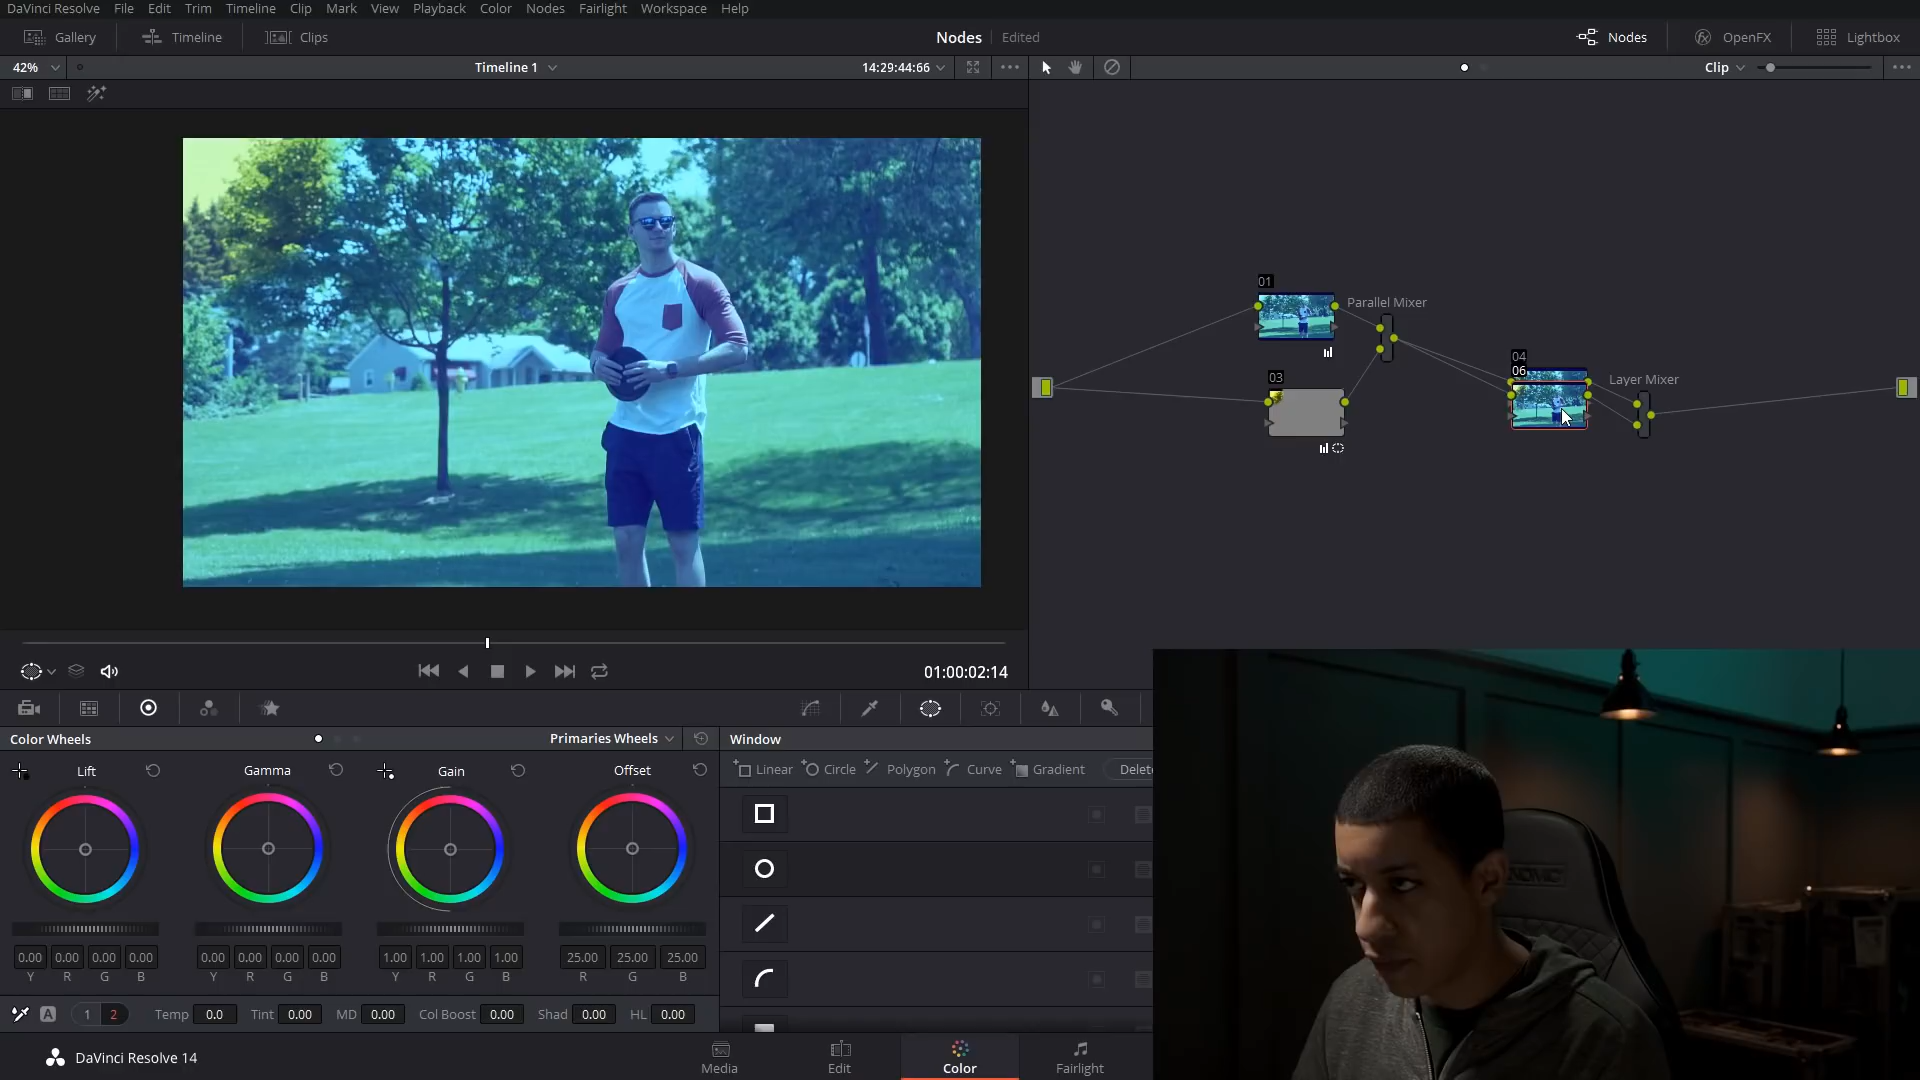 DaVinci Resolve File Edit Trim Timeline Clip Mark View Playback Color Nodes Fairlight Workspace Help
Gallery Timeline Clips Nodes Edited Nodes OpenFX Lightbox
42% Timeline 1 14:29:44:66 Clip
01
Parallel Mixer
03
04
06
Layer Mixer
01:00:02:14
Color Wheels Primaries Wheels Window
Lift Gamma Gain Offset
Linear Circle Polygon Curve Gradient Delet
0.00 0.00 0.00 0.00 0.00 0.00 0.00 0.00 1.00 1.00 1.00 1.00 25.00 25.00 25.00
Y R G B Y R G B Y R G B R G B
A 1 2 Temp 0.0 Tint 0.00 MD 0.00 Col Boost 0.00 Shad 0.00 HL 0.00
DaVinci Resolve 14 Media Edit Color Fairlight